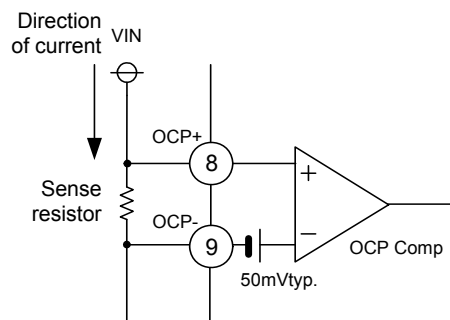 Direction
of current
VIN
OCP+
8
+
Sense
resistor
OCP-
9
−
OCP Comp
50mVtyp.